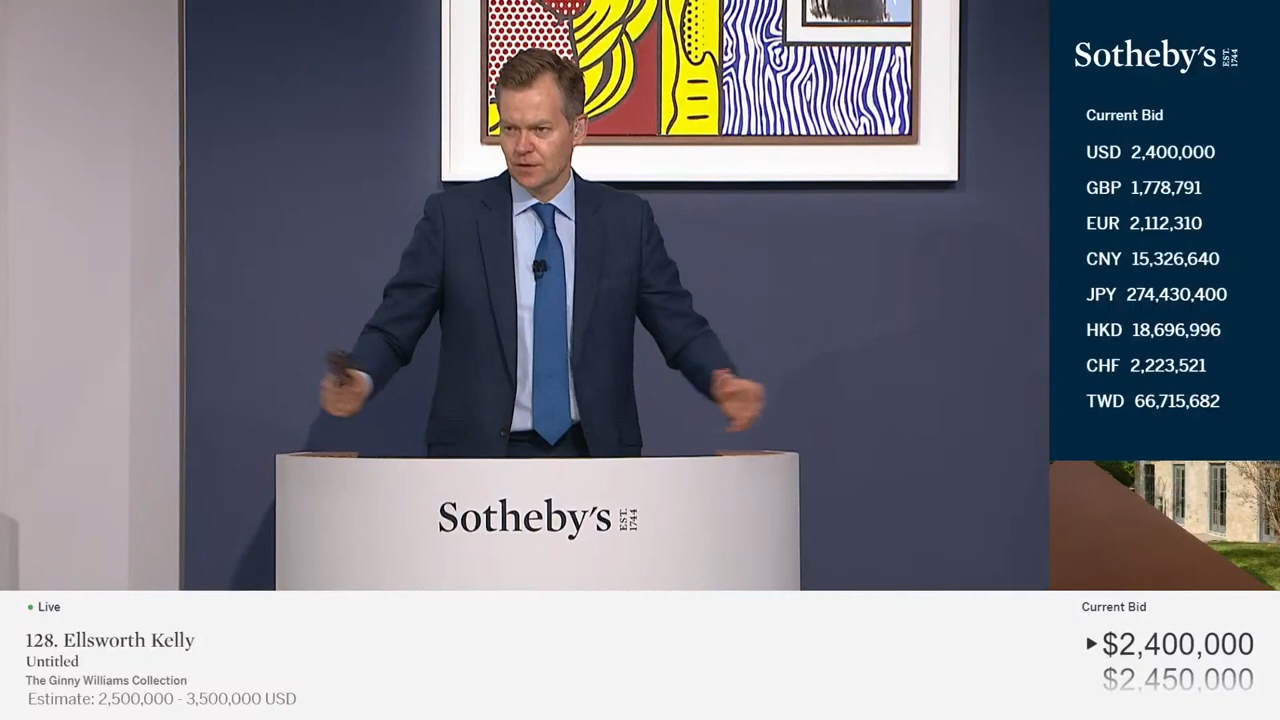 Sotheby's EST. 1744
Current Bid
USD 2,400,000
GBP 1,778,791
EUR 2,112,310
CNY 15,326,640
JPY 274,430,400
HKD 18,696,996
CHF 2,223,521
TWD 66,715,682
Sotheby's EST. 1744
Live
128. Ellsworth Kelly
Untitled
The Ginny Williams Collection
Estimate: 2,500,000 - 3,500,000 USD
Current Bid
$2,400,000
$2,450,000